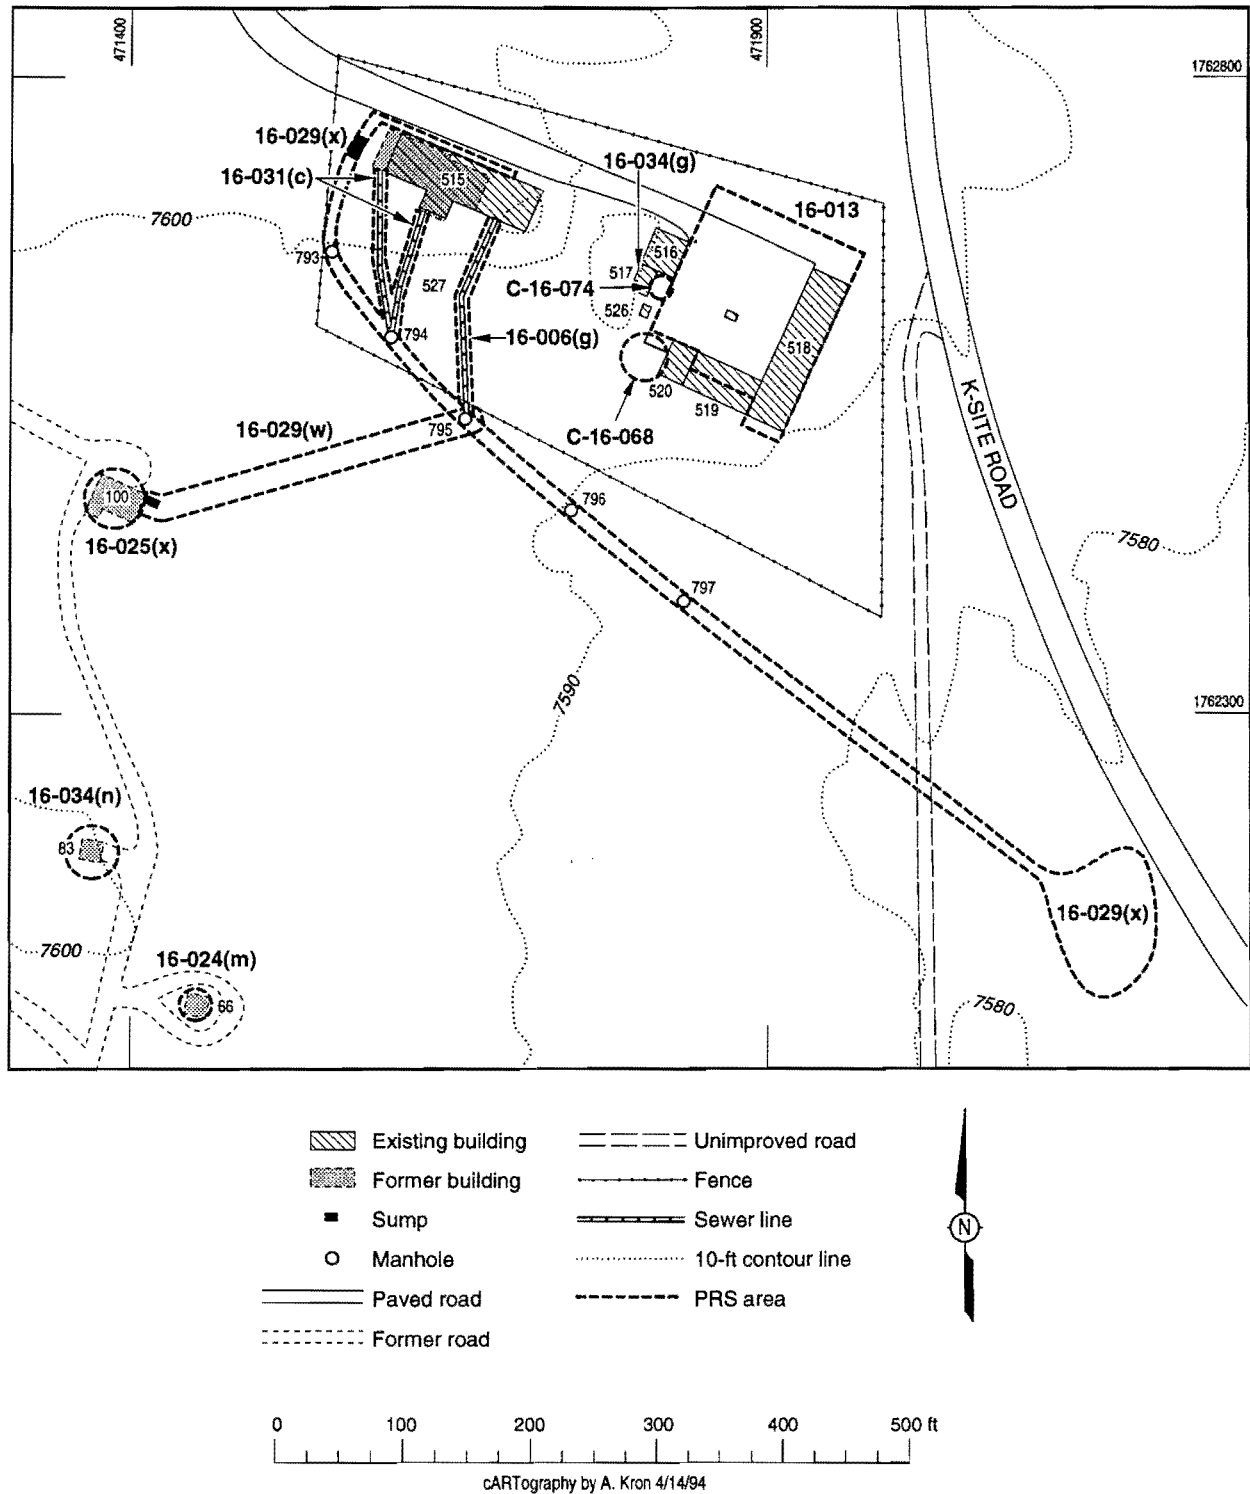 471400
471900
1762800
16-029(x)
16-034(g)
16-031(c)
515
16-013
7600
516
793
517
527
C-16-074
526
794
16-006(g)
518
520
519
K-SITE ROAD
16-029(w)
795
C-16-068
100
796
16-025(x)
7580
797
7590
1762300
16-034(n)
83
16-029(x)
7600
16-024(m)
66
7580
Existing building
Unimproved road
Former building
Fence
Sump
Sewer line
N
Manhole
10-ft contour line
Paved road
PRS area
Former road
0 100 200 300 400 500 ft
cARTography by A. Kron 4/14/94